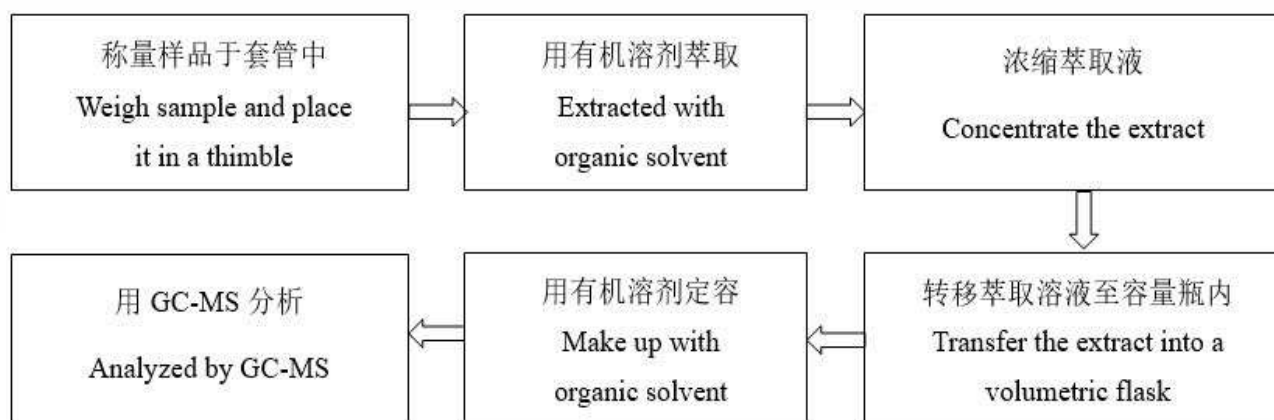 称量样品于套管中
Weigh sample and place
it in a thimble
用有机溶剂萃取
Extracted with
organic solvent
浓缩萃取液
Concentrate the extract
转移萃取溶液至容量瓶内
Transfer the extract into a
volumetric flask
用有机溶剂定容
Make up with
organic solvent
用 GC-MS 分析
Analyzed by GC-MS